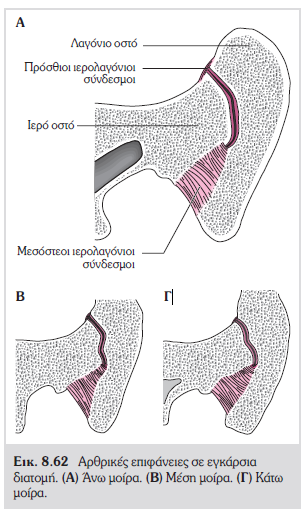 Α
Λαγόνιο οστό
Πρόσθιοι ιερολαγόνιοι
σύνδεσμοι
Ιερό οστό
Μεσόστεοι ιερολαγόνιοι
σύνδεσμοι
Β
Γ
Εικ. 8.62 Αρθρικές επιφάνειες σε εγκάρσια
διατομή. (Α) Άνω μοίρα. (Β) Μέση μοίρα. (Γ) Κάτω
μοίρα.